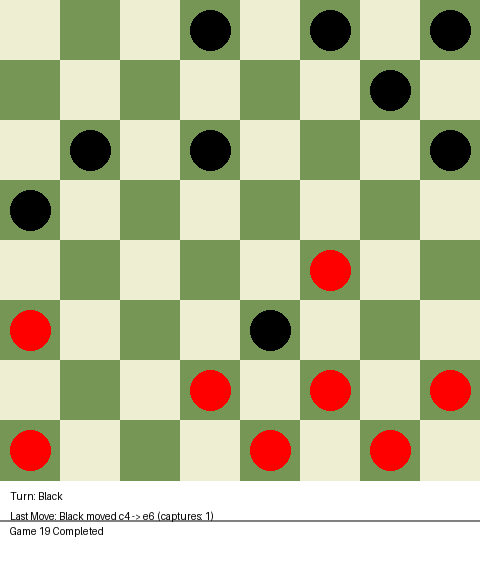 Turn: Black
Last Move: Black moved c4 -> e6 (captures: 1)
Game 19 Completed